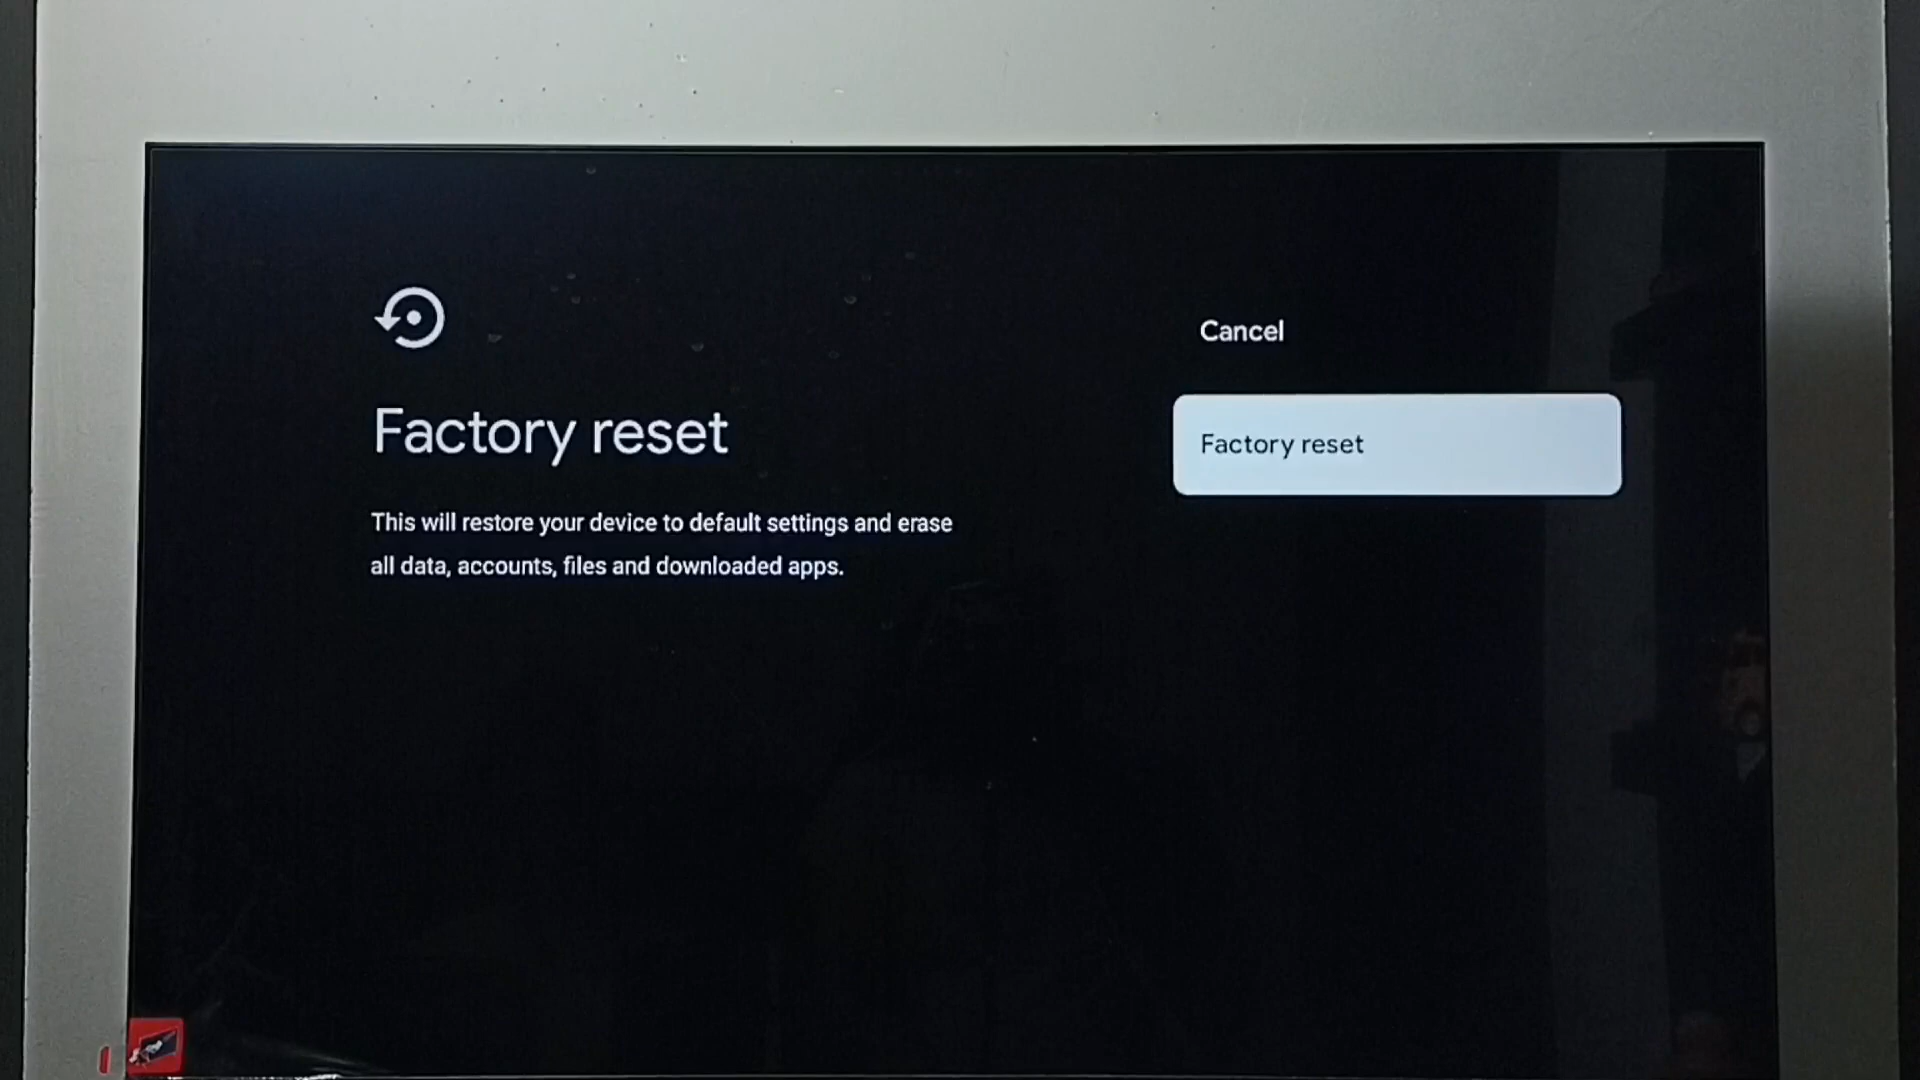 Factory reset
This will restore your device to default settings and erase
all data, accounts, files and downloaded apps.
Cancel
Factory reset